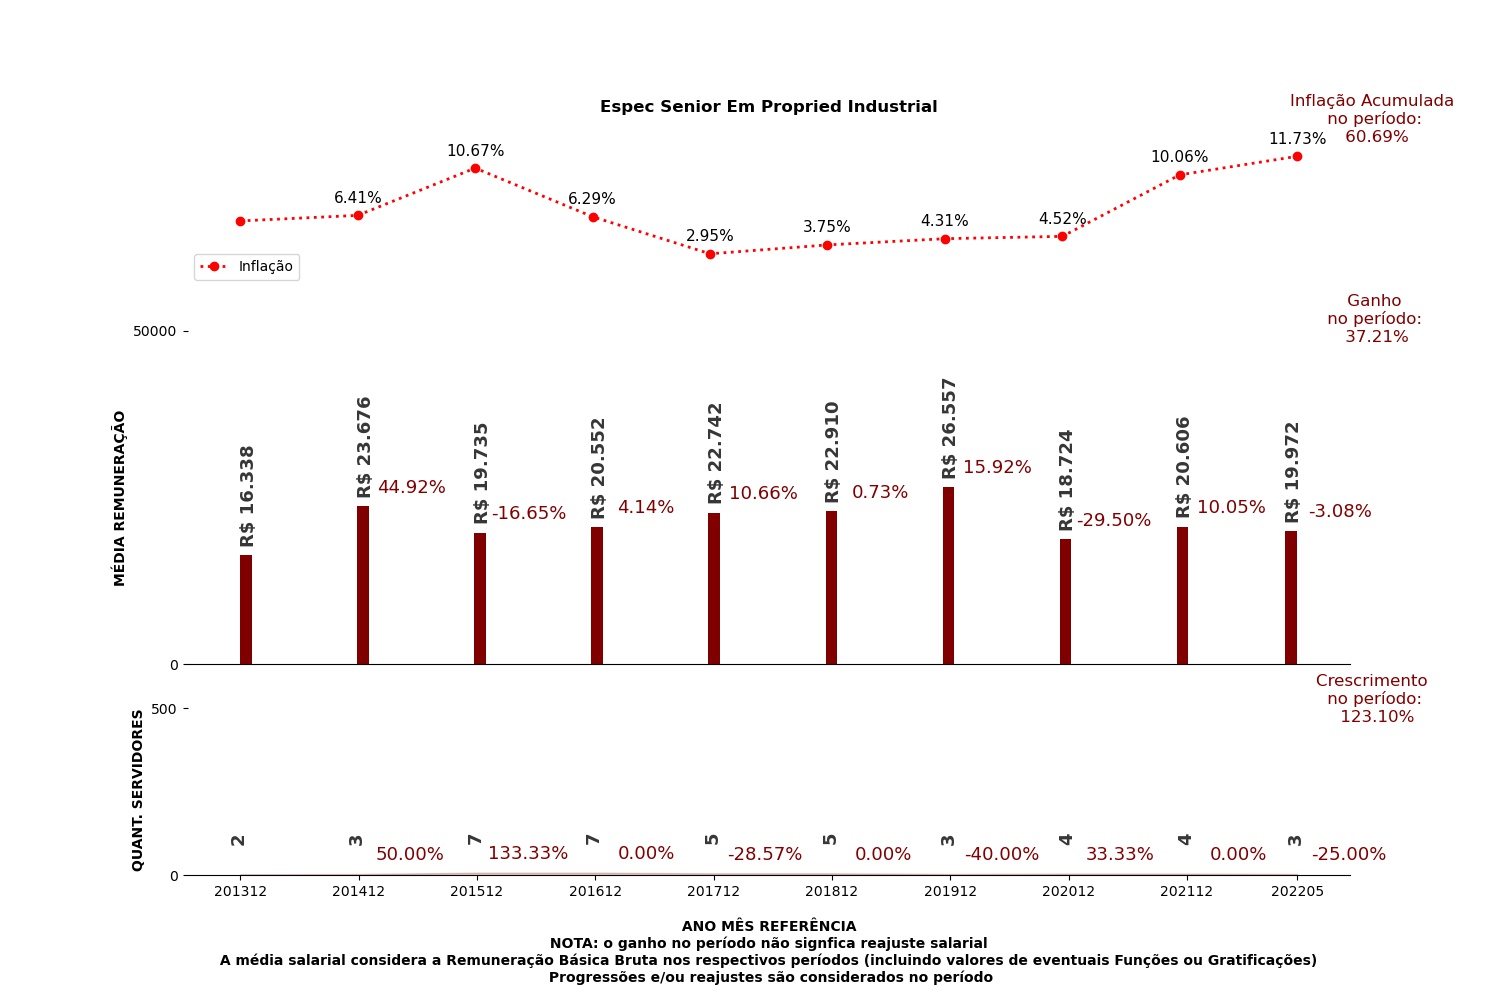 Espec Senior Em Propried Industrial
Inflação Acumulada
no período:
60.69%
6.41%
10.67%
6.29%
2.95%
3.75%
4.31%
4.52%
10.06%
11.73%
Inflação
Ganho
no período:
37.21%
50000
0
MÉDIA REMUNERAÇÃO
R$ 16.338
R$ 23.676
R$ 19.735
R$ 20.552
R$ 22.742
R$ 22.910
R$ 26.557
R$ 18.724
R$ 20.606
R$ 19.972
44.92%
-16.65%
4.14%
10.66%
0.73%
15.92%
-29.50%
10.05%
-3.08%
Crescrimento
no período:
123.10%
500
0
QUANT. SERVIDORES
2
3
7
7
5
5
3
4
4
3
50.00%
133.33%
0.00%
-28.57%
0.00%
-40.00%
33.33%
0.00%
-25.00%
201312
201412
201512
201612
201712
201812
201912
202012
202112
202205
ANO MÊS REFERÊNCIA
NOTA: o ganho no período não signfica reajuste salarial
A média salarial considera a Remuneração Básica Bruta nos respectivos períodos (incluindo valores de eventuais Funções ou Gratificações)
Progressões e/ou reajustes são considerados no período